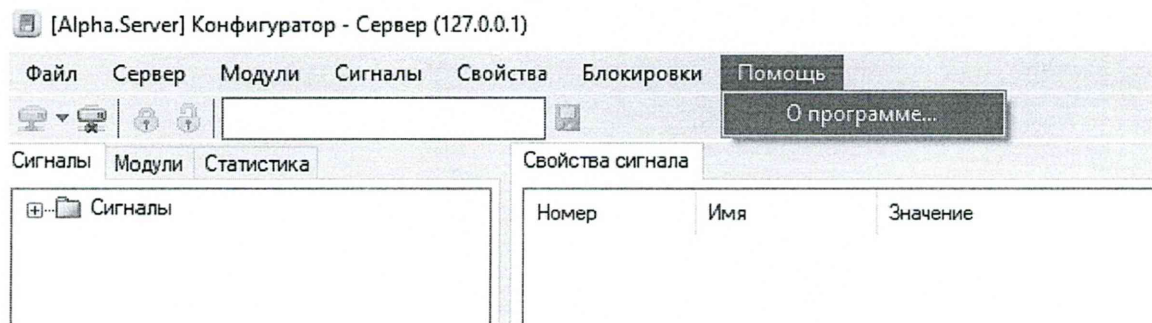 [Alpha.Server] Конфигуратор - Сервер (127.0.0.1)
Файл Сервер Модули Сигналы Свойства Блокировки Помощь
О программе...
Сигналы Модули Статистика Свойства сигнала
Сигналы
Номер Имя Значение